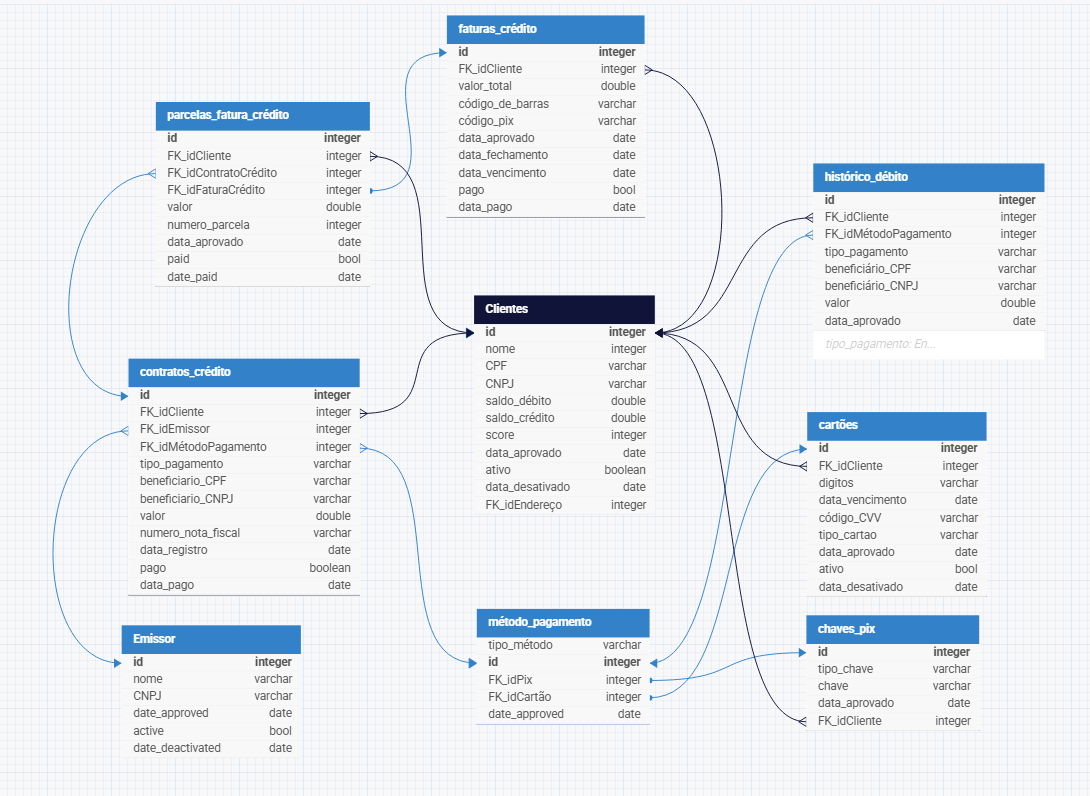 faturas_crédito
id integer
FK_idCliente integer
valor_total double
código_de_barras varchar
código_pix varchar
data_aprovado date
data_fechamento date
data_vencimento date
pago bool
data_pago date
parcelas_fatura_crédito
id integer
FK_idCliente integer
FK_idContratoCrédito integer
FK_idFaturaCrédito integer
valor double
numero_parcela integer
data_aprovado date
paid bool
date_paid date
histórico_débito
id integer
FK_idCliente integer
FK_idMétodoPagamento integer
tipo_pagamento varchar
beneficiário_CPF varchar
beneficiário_CNPJ varchar
valor double
data_aprovado date
tipo_pagamento: En...
Clientes
id integer
nome integer
CPF varchar
CNPJ varchar
saldo_débito double
saldo_crédito double
score integer
data_aprovado date
ativo boolean
data_desativado date
FK_idEndereço integer
contratos_crédito
id integer
FK_idCliente integer
FK_idEmissor integer
FK_idMétodoPagamento integer
tipo_pagamento varchar
beneficiario_CPF varchar
beneficiario_CNPJ varchar
valor double
numero_nota_fiscal varchar
data_registro date
pago boolean
data_pago date
cartões
id integer
FK_idCliente integer
digitos varchar
data_vencimento date
código_CVV varchar
tipo_cartao varchar
data_aprovado date
ativo bool
data_desativado date
Emissor
id integer
nome varchar
CNPJ varchar
date_approved date
active bool
date_deactivated date
método_pagamento
tipo_método varchar
id integer
FK_idPix integer
FK_idCartão integer
date_approved date
chaves_pix
id integer
tipo_chave varchar
chave varchar
data_aprovado date
FK_idCliente integer